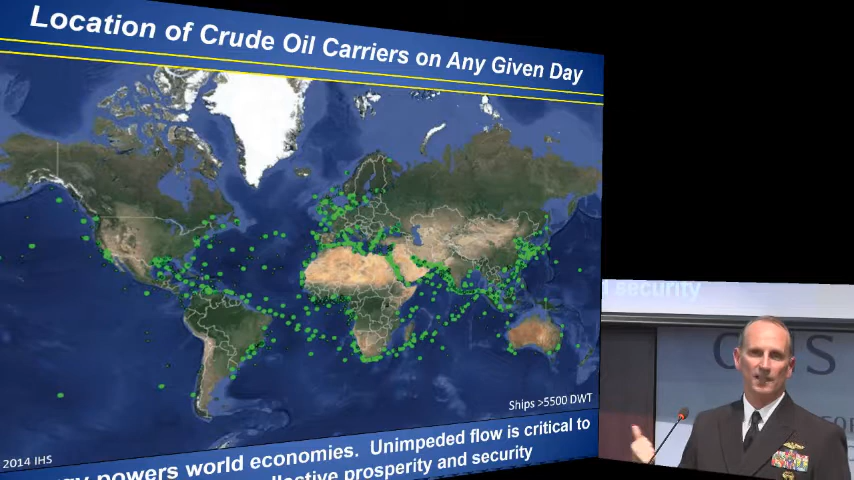 Location of Crude Oil Carriers on Any Given Day
Ships >5500 DWT
2014 IHS
powers world economies. Unimpeded flow is critical to
prosperity and security
security